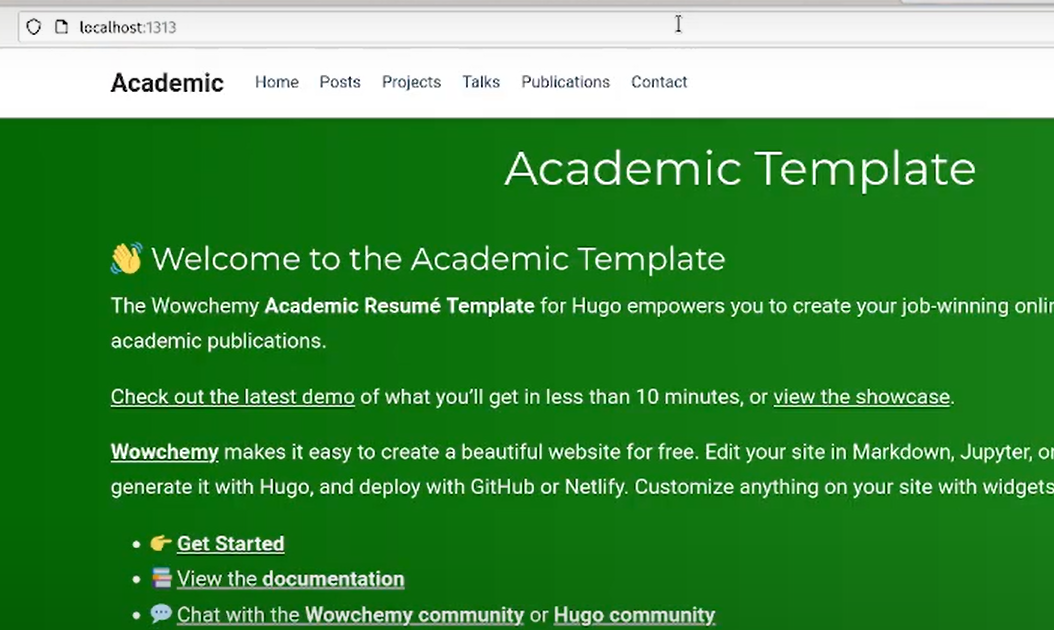 localhost:1313
Academic Home Posts Projects Talks Publications Contact
Academic Template
👋 Welcome to the Academic Template
The Wowchemy Academic Resumé Template for Hugo empowers you to create your job-winning
academic publications.
Check out the latest demo of what you’ll get in less than 10 minutes, or view the showcase.
Wowchemy makes it easy to create a beautiful website for free. Edit your site in Markdown, Jupyter,
generate it with Hugo, and deploy with GitHub or Netlify. Customize anything on your site with widgets
• 👉 Get Started
• 📚 View the documentation
• 💬 Chat with the Wowchemy community or Hugo community